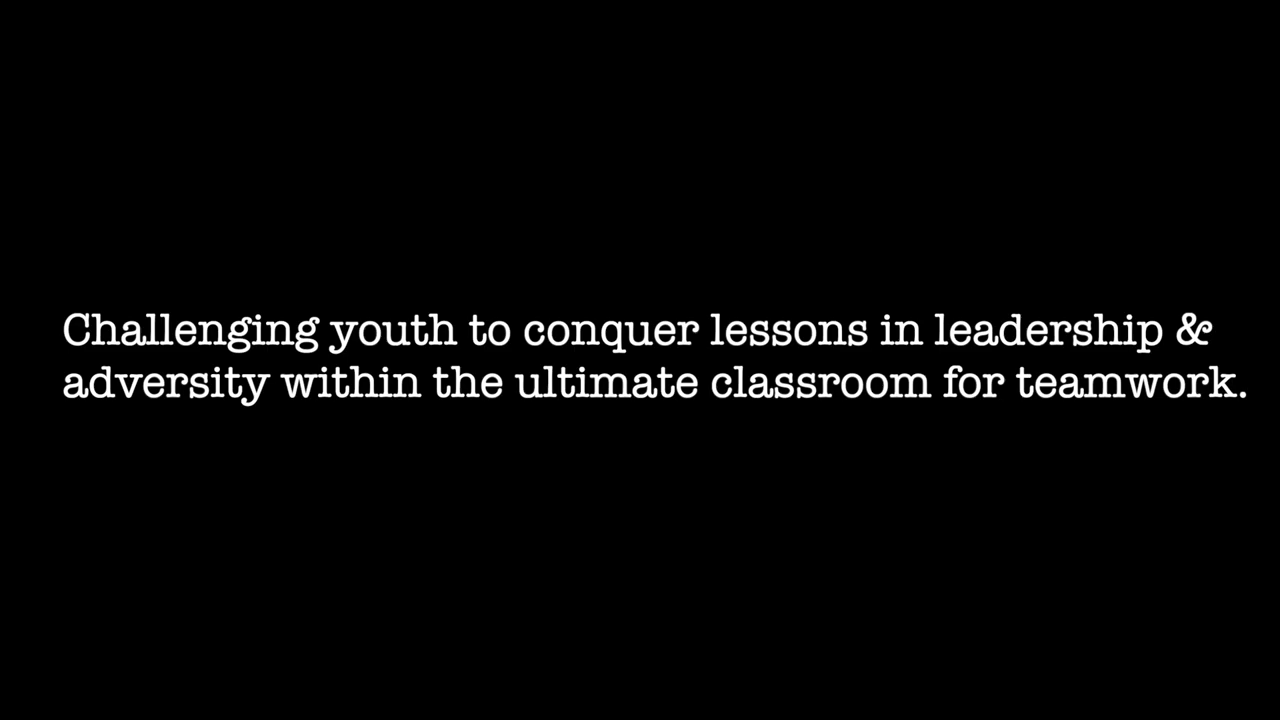 Challenging youth to conquer lessons in leadership &
adversity within the ultimate classroom for teamwork.